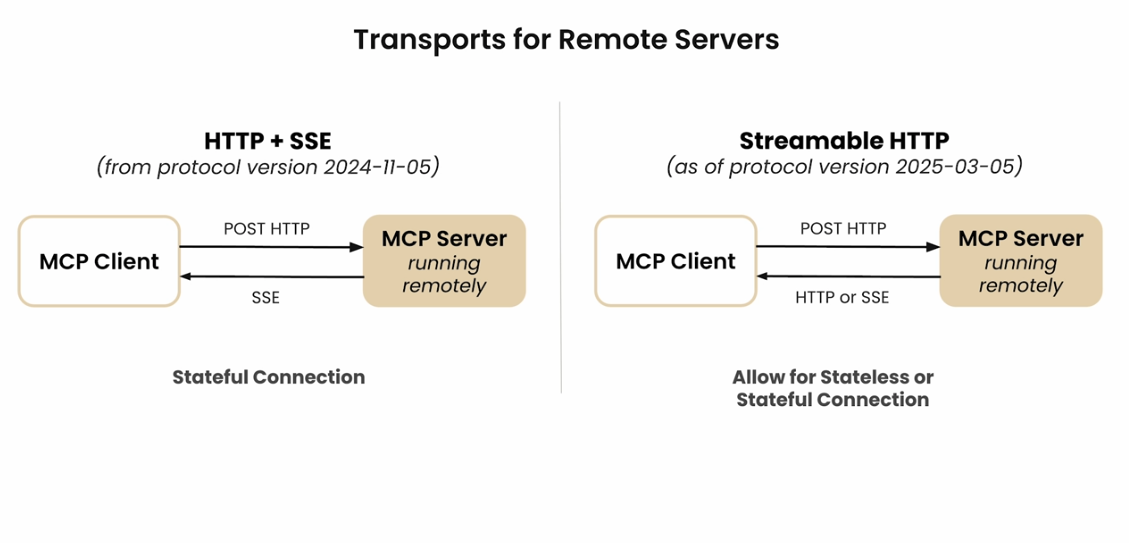 Transports for Remote Servers
HTTP + SSE
(from protocol version 2024-11-05)
MCP Client
POST HTTP
SSE
MCP Server
running
remotely
Stateful Connection
Streamable HTTP
(as of protocol version 2025-03-05)
MCP Client
POST HTTP
HTTP or SSE
MCP Server
running
remotely
Allow for Stateless or
Stateful Connection